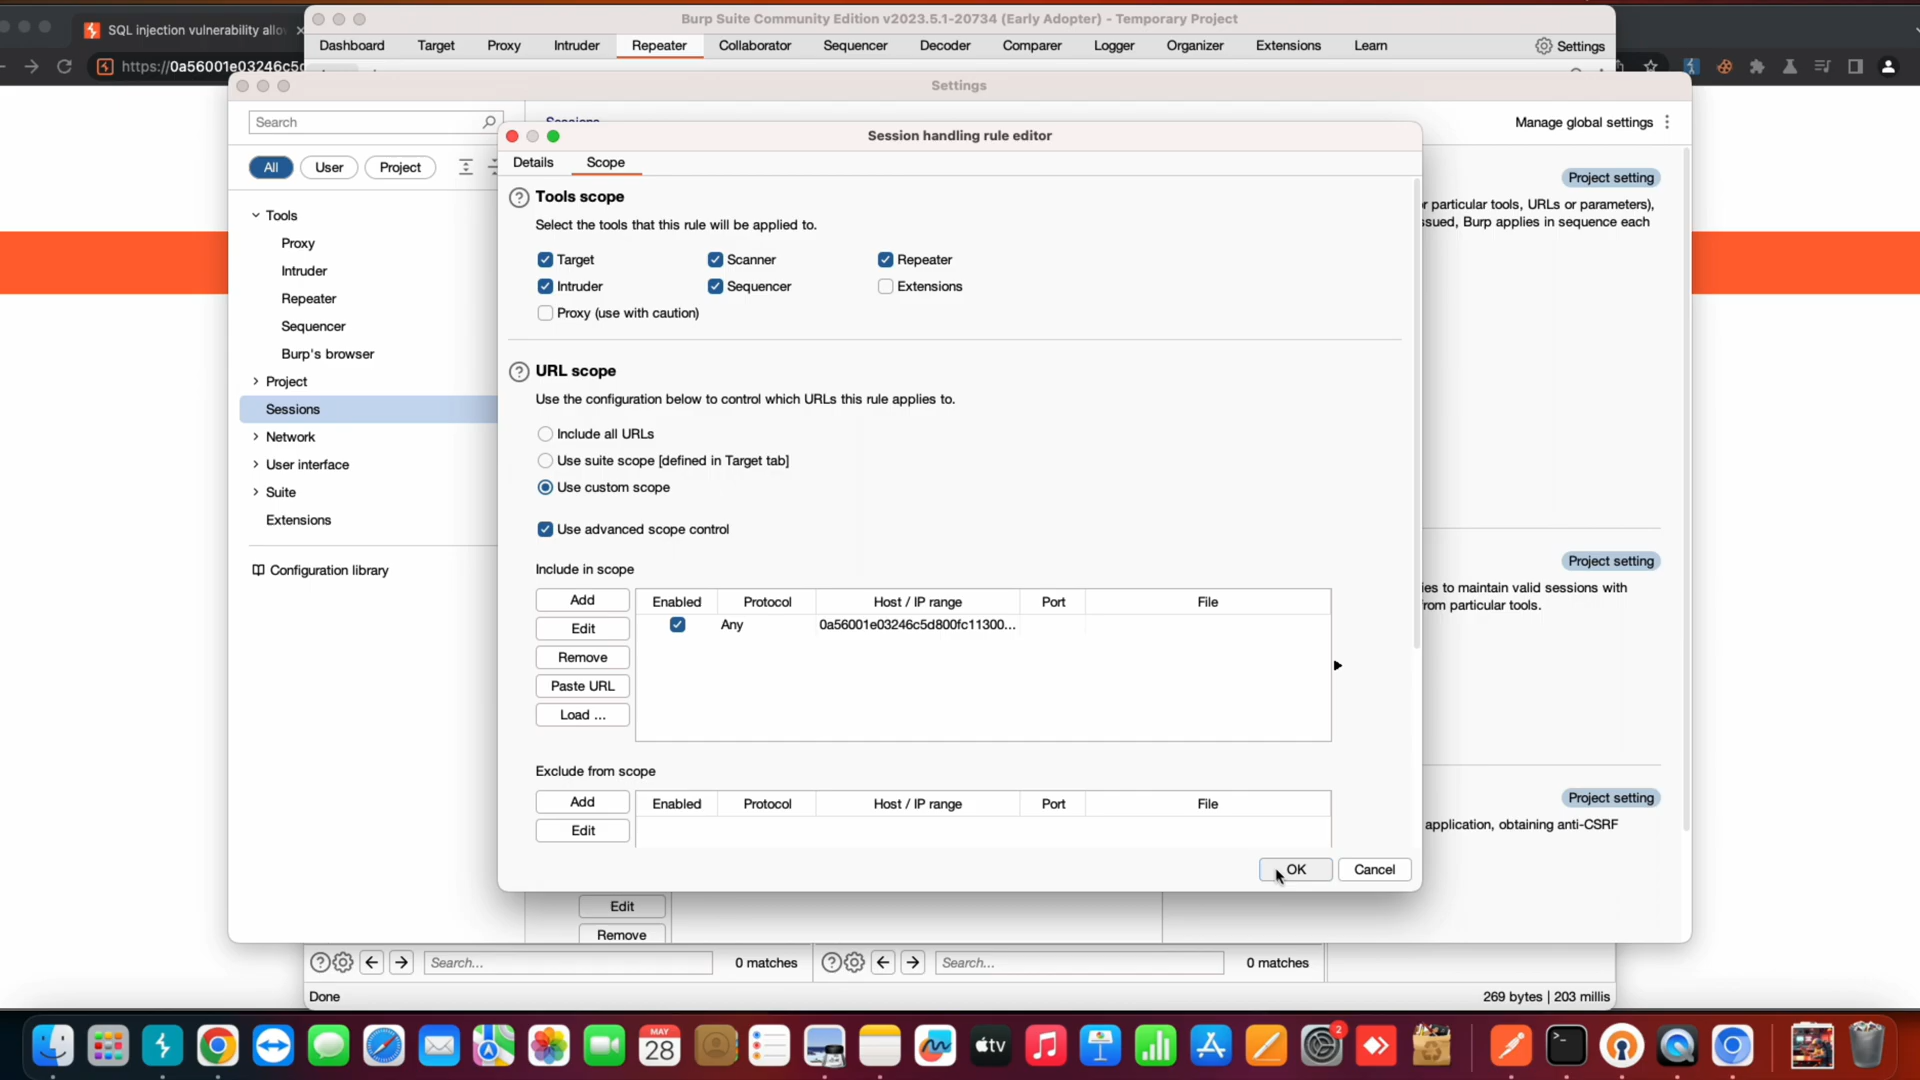 SQL injection vulnerability allo
Burp Suite Community Edition v2023.5.1-20734 (Early Adopter) - Temporary Project
Dashboard Target Proxy Intruder Repeater Collaborator Sequencer Decoder Comparer Logger Organizer Extensions Learn Settings
https://0a56001e03246c5d
Settings
Search
Sessions
Manage global settings
Session handling rule editor
All User Project
Details Scope
Tools
Proxy
Intruder
Repeater
Sequencer
Burp's browser
Project
Sessions
Network
User interface
Suite
Extensions
Configuration library
Tools scope
Select the tools that this rule will be applied to.
Target Scanner Repeater
Intruder Sequencer Extensions
Proxy (use with caution)
URL scope
Use the configuration below to control which URLs this rule applies to.
Include all URLs
Use suite scope [defined in Target tab]
Use custom scope
Use advanced scope control
Include in scope
Add
Edit
Remove
Paste URL
Load ...
Enabled Protocol Host / IP range Port File
Any 0a56001e03246c5d800fc11300...
Exclude from scope
Add
Edit
Enabled Protocol Host / IP range Port File
OK Cancel
Project setting
r particular tools, URLs or parameters),
ssued, Burp applies in sequence each
Project setting
ies to maintain valid sessions with
rom particular tools.
Project setting
application, obtaining anti-CSRF
Edit
Remove
Search... 0 matches Search... 0 matches
Done 269 bytes | 203 millis
MAY
28
tv
2